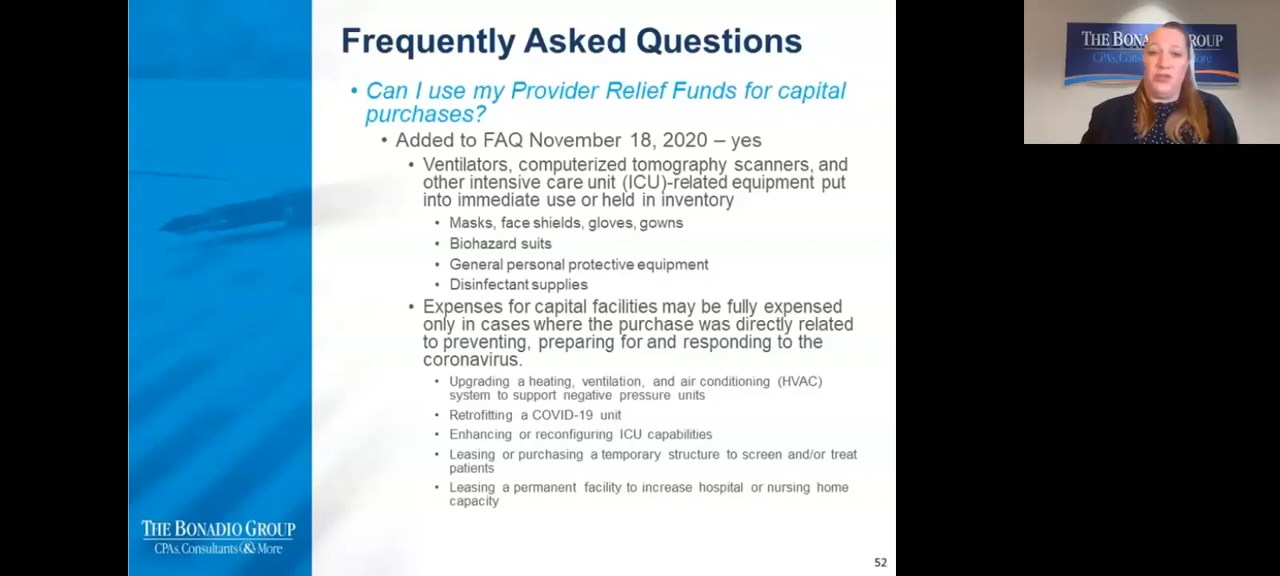 Frequently Asked Questions
• Can I use my Provider Relief Funds for capital
purchases?
• Added to FAQ November 18, 2020 – yes
• Ventilators, computerized tomography scanners, and
other intensive care unit (ICU)-related equipment put
into immediate use or held in inventory
• Masks, face shields, gloves, gowns
• Biohazard suits
• General personal protective equipment
• Disinfectant supplies
• Expenses for capital facilities may be fully expensed
only in cases where the purchase was directly related
to preventing, preparing for and responding to the
coronavirus.
• Upgrading a heating, ventilation, and air conditioning (HVAC)
system to support negative pressure units
• Retrofitting a COVID-19 unit
• Enhancing or reconfiguring ICU capabilities
• Leasing or purchasing a temporary structure to screen and/or treat
patients
• Leasing a permanent facility to increase hospital or nursing home
capacity
THE BONADIO GROUP
CPAs, Consultants & More
52
THE